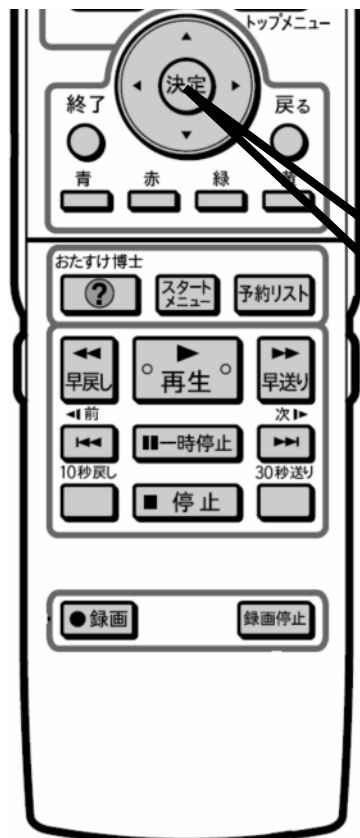 トップメニュー
決定
終了
戻る
青 赤 緑 黄
おたすけ博士
?
スタート
メニュー
予約リスト
早戻し
再生
早送り
前
次
一時停止
10秒戻し
30秒送り
停止
録画
録画停止